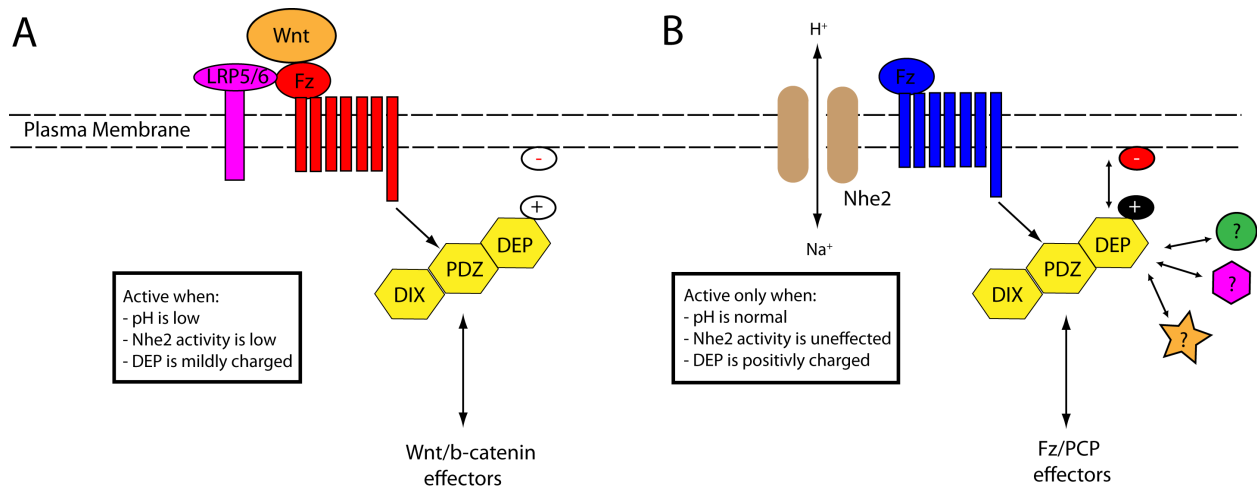 A
Wnt
LRP5/6
Fz
Plasma Membrane
-
+
DEP
PDZ
DIX
Active when:
- pH is low
- Nhe2 activity is low
- DEP is mildly charged
Wnt/b-catenin
effectors
B
H⁺
Fz
Nhe2
Na⁺
-
+
DEP
PDZ
DIX
?
?
?
Active only when:
- pH is normal
- Nhe2 activity is uneffected
- DEP is positivly charged
Fz/PCP
effectors